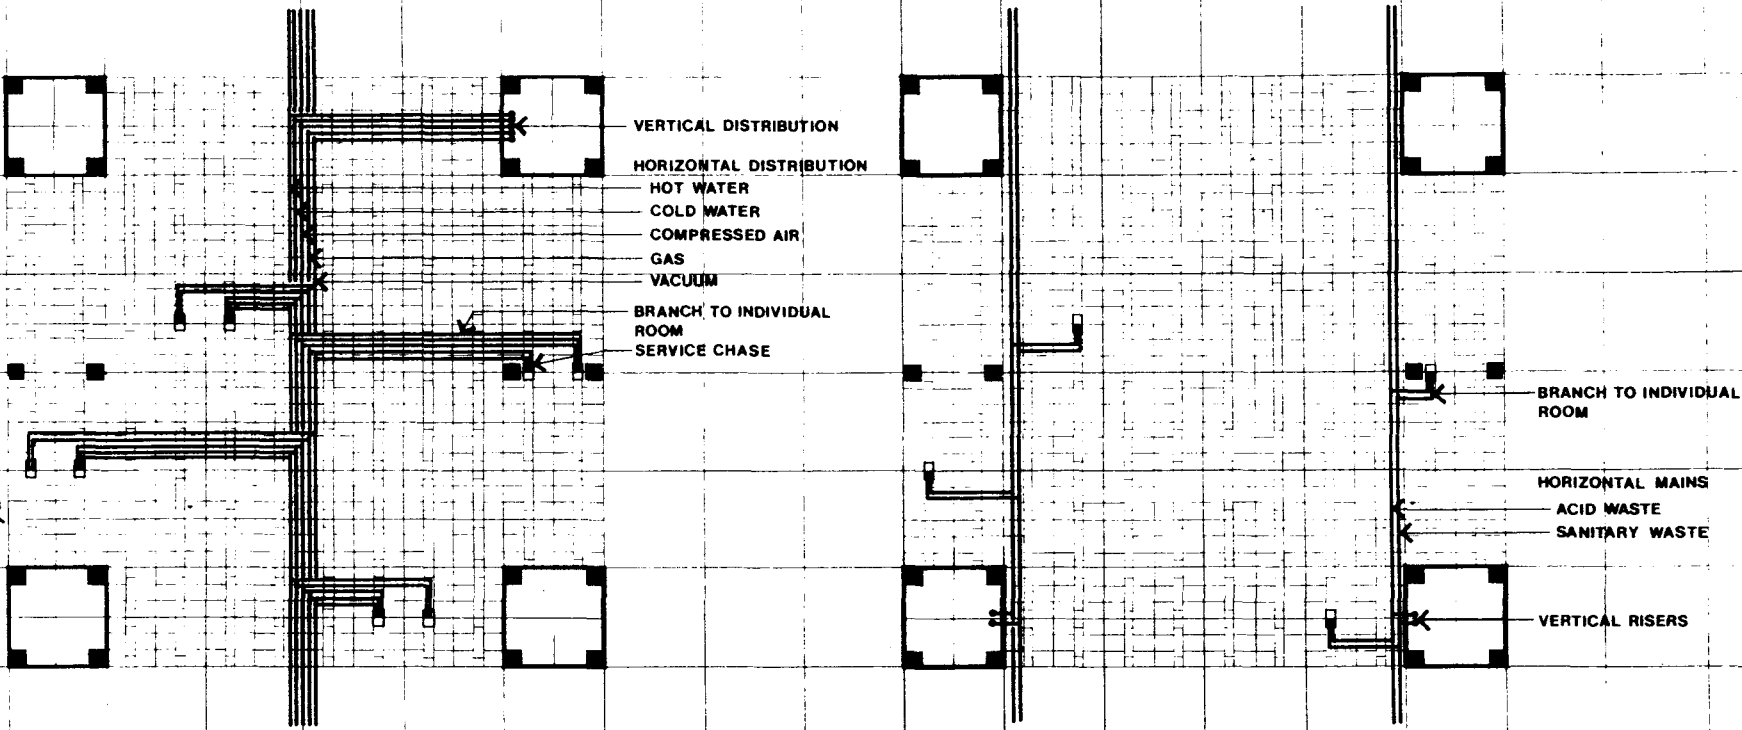 VERTICAL DISTRIBUTION
HORIZONTAL DISTRIBUTION
HOT WATER
COLD WATER
COMPRESSED AIR
GAS
VACUUM
BRANCH TO INDIVIDUAL
ROOM
SERVICE CHASE
BRANCH TO INDIVIDUAL
ROOM
HORIZONTAL MAINS
ACID WASTE
SANITARY WASTE
VERTICAL RISERS